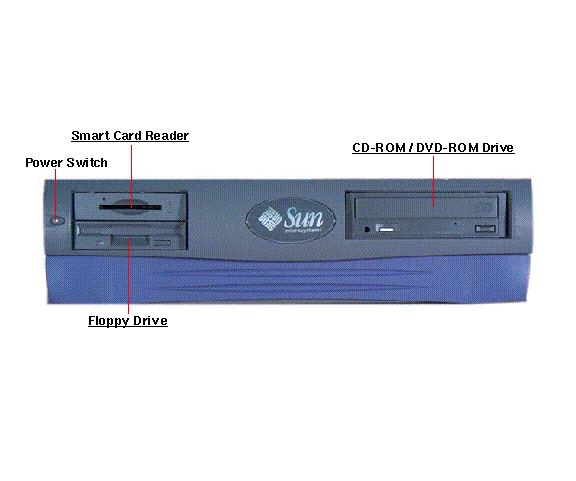 Smart Card Reader
CD-ROM / DVD-ROM Drive
Power Switch
Sun
microsystems
Floppy Drive